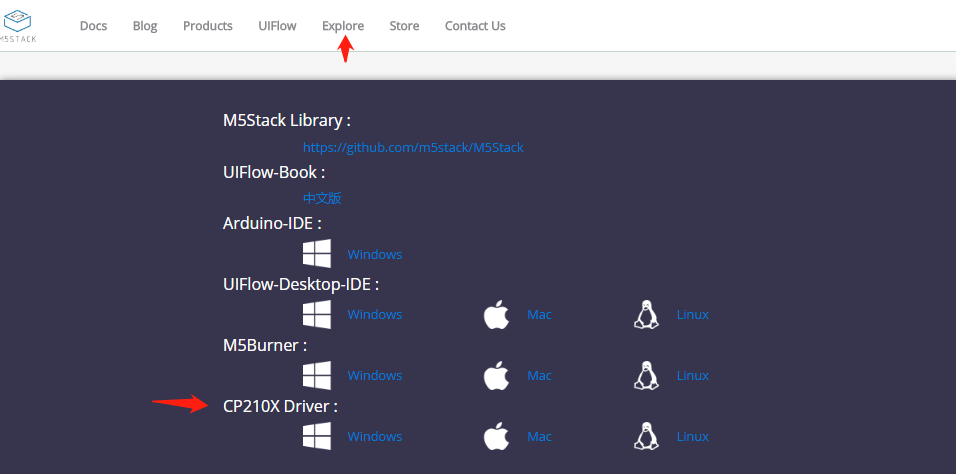 M5STACK Docs Blog Products UIFlow Explore Store Contact Us
M5Stack Library :
https://github.com/m5stack/M5Stack
UIFlow-Book :
中文版
Arduino-IDE :
Windows
UIFlow-Desktop-IDE :
Windows Mac Linux
M5Burner :
Windows Mac Linux
CP210X Driver :
Windows Mac Linux